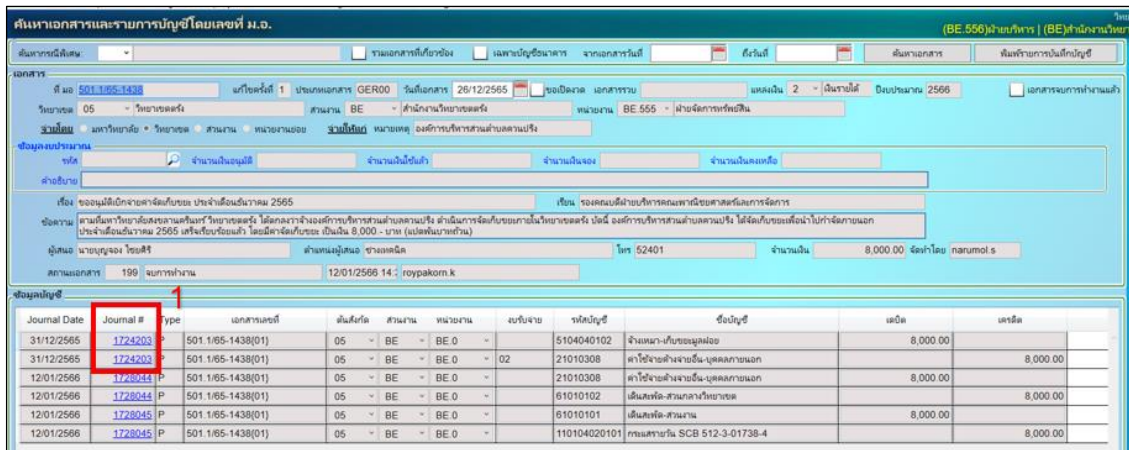 ค้นหาเอกสารและรายการบัญชีโดยเลขที่ ม.อ.
วิทย
(BE.556)ฝ่ายบริหาร | (BE)สำนักงานวิทยา
ค้นหากรณีพิเศษ: รวมเอกสารที่เกี่ยวข้อง เฉพาะบัญชีธนาคาร จากเอกสารวันที่ ถึงวันที่ ค้นหาเอกสาร พิมพ์รายการบันทึกบัญชี
เอกสาร
ที่ มอ 501.1/65-1438 แก้ไขครั้งที่ 1 ประเภทเอกสาร GER00 วันที่เอกสาร 26/12/2565 ขอเปิดงวด เอกสารรวม แหล่งเงิน 2 เงินรายได้ ปีงบประมาณ 2566 เอกสารจบการทำงานแล้ว
วิทยาเขต 05 วิทยาเขตตรัง ส่วนงาน BE สำนักงานวิทยาเขตตรัง หน่วยงาน BE.555 ฝ่ายจัดการทรัพย์สิน
จ่ายโดย มหาวิทยาลัย วิทยาเขต ส่วนงาน หน่วยงานย่อย จ่ายให้แก่ หมายเหตุ องค์การบริหารส่วนตำบลควนปริง
ข้อมูลงบประมาณ
รหัส จำนวนเงินอนุมัติ จำนวนเงินใช้แล้ว จำนวนเงินจอง จำนวนเงินคงเหลือ
คำอธิบาย
เรื่อง ขออนุมัติเบิกจ่ายค่าจัดเก็บขยะ ประจำเดือนธันวาคม 2565 เรียน รองคณบดีฝ่ายบริหารคณะพาณิชยศาสตร์และการจัดการ
ข้อความ ตามที่มหาวิทยาลัยสงขลานครินทร์ วิทยาเขตตรัง ได้ตกลงว่าจ้างองค์การบริหารส่วนตำบลควนปริง ดำเนินการจัดเก็บขยะภายในวิทยาเขตตรัง บัดนี้ องค์การบริหารส่วนตำบลควนปริง ได้จัดเก็บขยะเพื่อนำไปกำจัดภายนอก
ประจำเดือนธันวาคม 2565 เสร็จเรียบร้อยแล้ว โดยมีค่าจัดเก็บขยะ เป็นเงิน 8,000.- บาท (แปดพันบาทถ้วน)
ผู้เสนอ นายบุญจอง ไชยศิริ ตำแหน่งผู้เสนอ ช่างเทคนิค โทร 52401 จำนวนเงิน 8,000.00 จัดทำโดย narumol.s
สถานะเอกสาร 199 จบการทำงาน 12/01/2566 14: roypakorn.k
ข้อมูลบัญชี
1
Journal Date Journal # Type เอกสารเลขที่ ต้นสังกัด ส่วนงาน หน่วยงาน งบรับจ่าย รหัสบัญชี ชื่อบัญชี เดบิต เครดิต
31/12/2565 1724203 P 501.1/65-1438{01} 05 BE BE.0 5104040102 จ้างเหมา-เก็บขยะมูลฝอย 8,000.00
31/12/2565 1724203 P 501.1/65-1438{01} 05 BE BE.0 02 21010308 ค่าใช้จ่ายค้างจ่ายอื่น-บุคคลภายนอก 8,000.00
12/01/2566 1728044 P 501.1/65-1438{01} 05 BE BE.0 21010308 ค่าใช้จ่ายค้างจ่ายอื่น-บุคคลภายนอก 8,000.00
12/01/2566 1728044 P 501.1/65-1438{01} 05 BE BE.0 61010102 เดินสะพัด-ส่วนกลางวิทยาเขต 8,000.00
12/01/2566 1728045 P 501.1/65-1438{01} 05 BE BE.0 61010101 เดินสะพัด-ส่วนงาน 8,000.00
12/01/2566 1728045 P 501.1/65-1438{01} 05 BE BE.0 110104020101 กระแสรายวัน SCB 512-3-01738-4 8,000.00